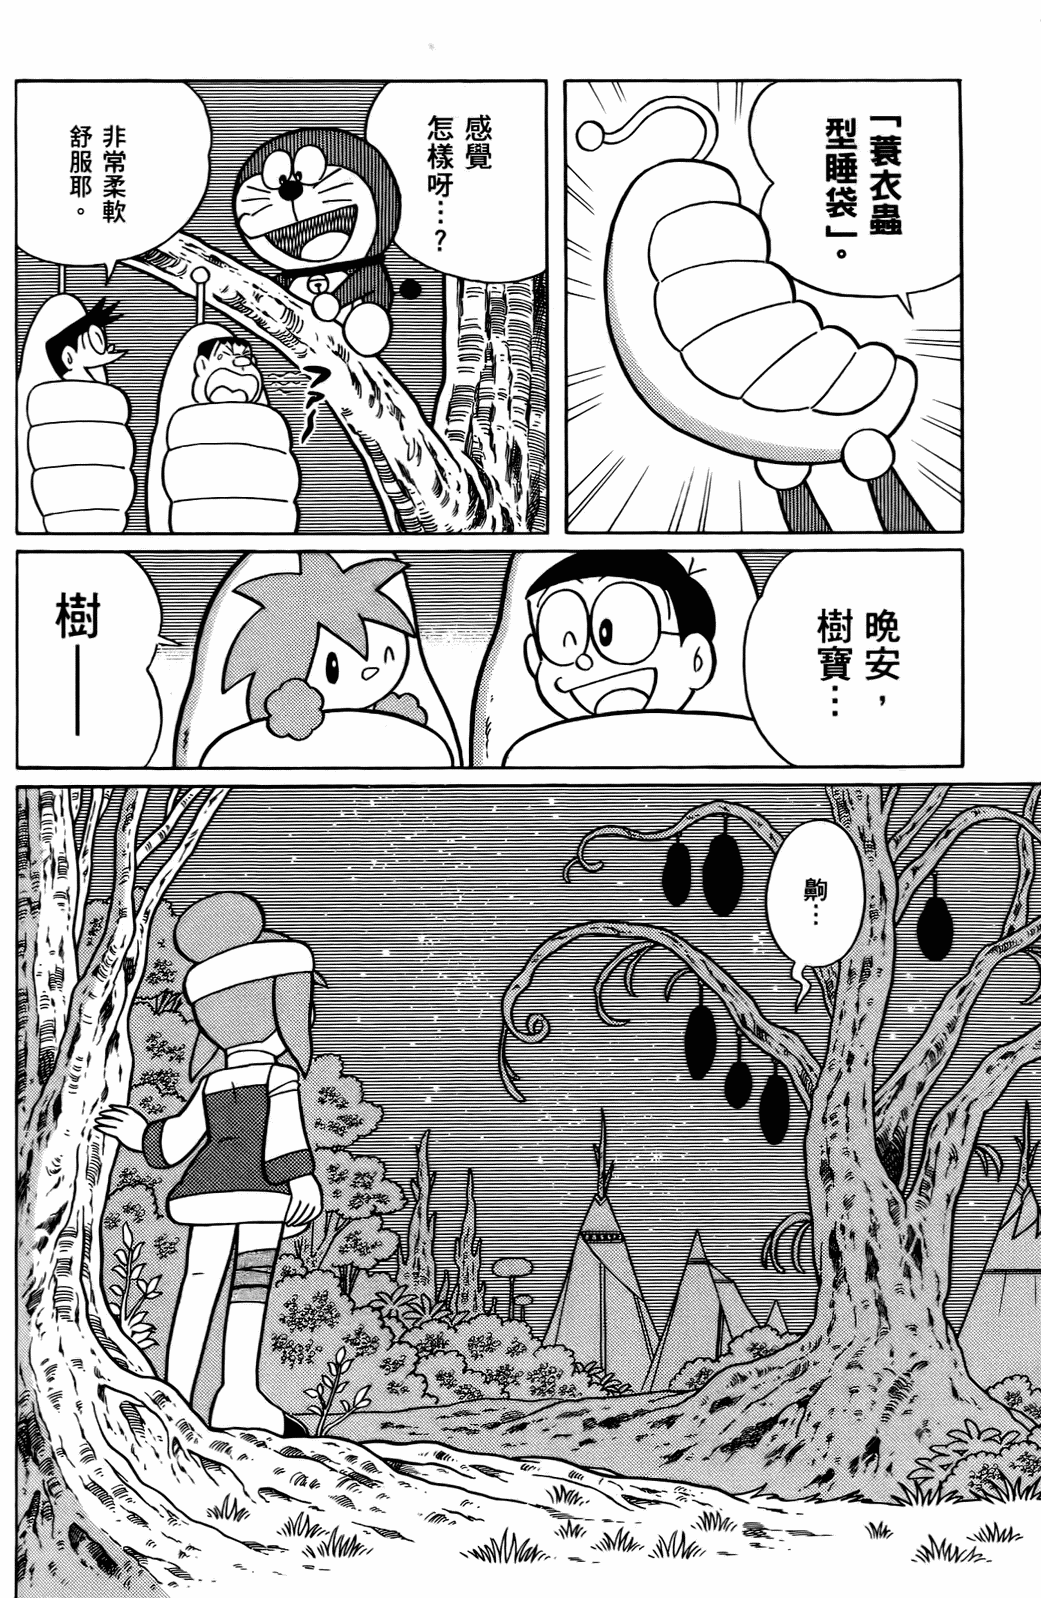 「蓑衣蟲
型睡袋」。
感覺
怎樣呀…?
非常柔軟
舒服耶。
晚安，
樹寶…
樹——
齁…